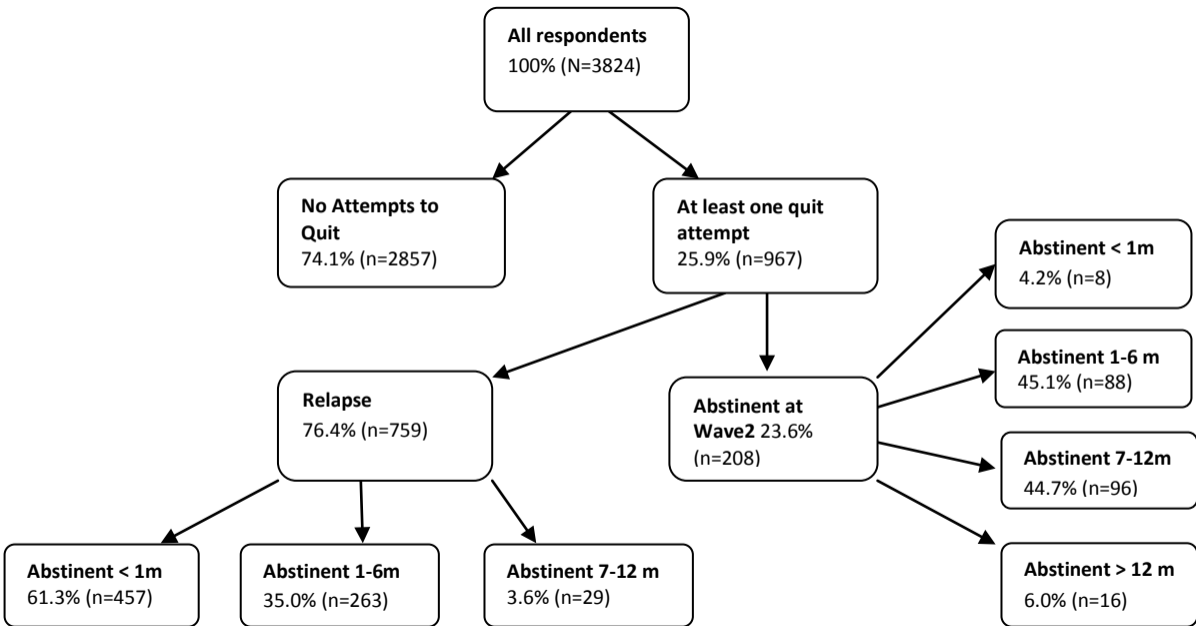 All respondents
100% (N=3824)
No Attempts to
Quit
74.1% (n=2857)
At least one quit
attempt
25.9% (n=967)
Abstinent < 1m
4.2% (n=8)
Abstinent 1-6 m
45.1% (n=88)
Abstinent 7-12m
44.7% (n=96)
Abstinent > 12 m
6.0% (n=16)
Relapse
76.4% (n=759)
Abstinent at
Wave2 23.6%
(n=208)
Abstinent < 1m
61.3% (n=457)
Abstinent 1-6m
35.0% (n=263)
Abstinent 7-12 m
3.6% (n=29)